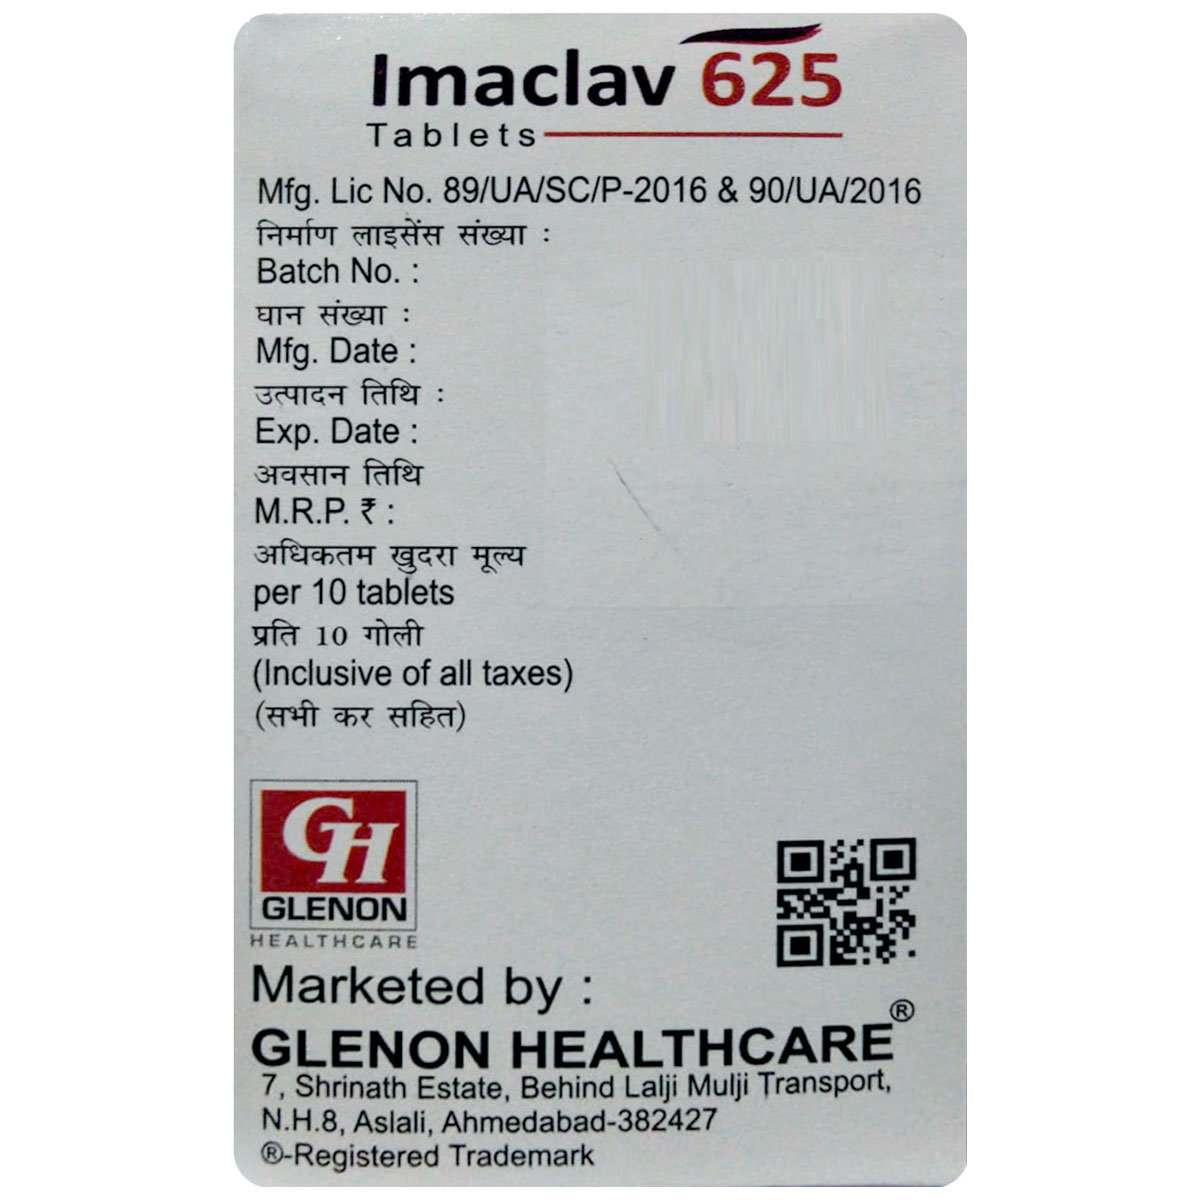 Imaclav 625
Tablets
Mfg. Lic No. 89/UA/SC/P-2016 & 90/UA/2016
निर्माण लाइसेंस संख्या :
Batch No. :
घान संख्या :
Mfg. Date :
उत्पादन तिथि :
Exp. Date :
अवसान तिथि
M.R.P. ₹ :
अधिकतम खुदरा मूल्य
per 10 tablets
प्रति 10 गोली
(Inclusive of all taxes)
(सभी कर सहित)
GH
GLENON
HEALTHCARE
Marketed by :
GLENON HEALTHCARE®
7, Shrinath Estate, Behind Lalji Mulji Transport,
N.H.8, Aslali, Ahmedabad-382427
®-Registered Trademark